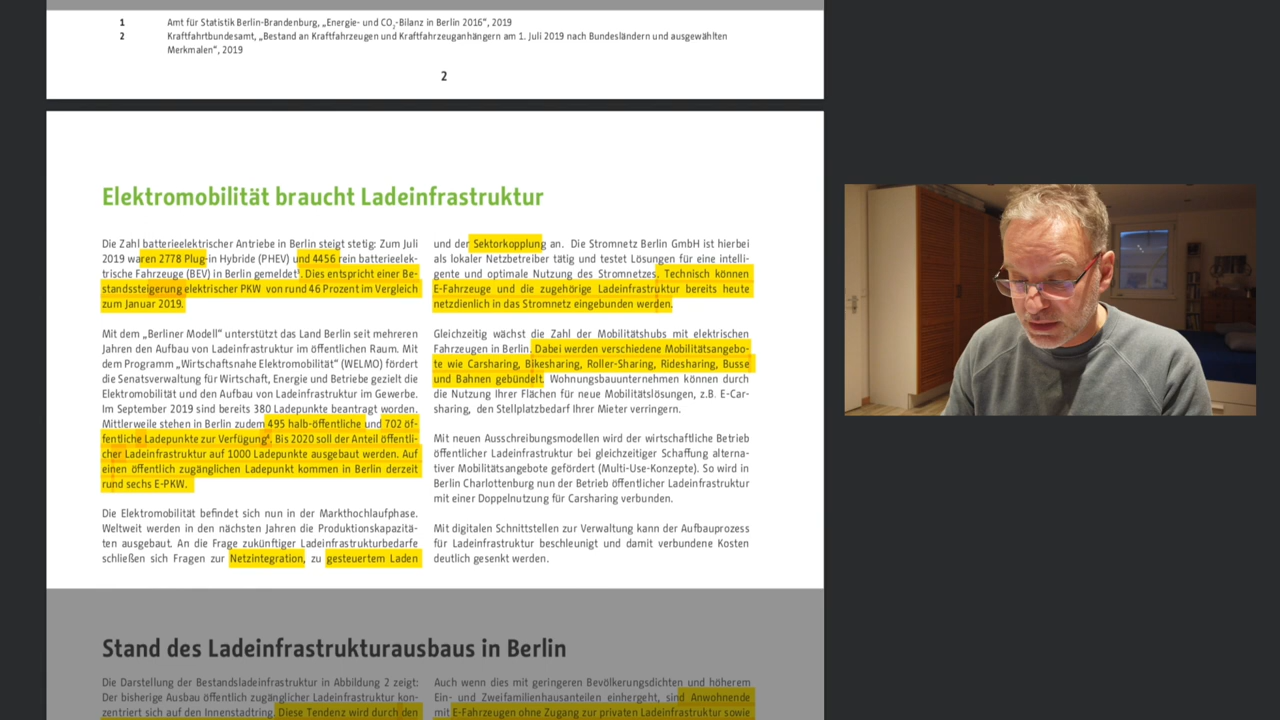 1 Amt für Statistik Berlin-Brandenburg, „Energie- und CO2-Bilanz in Berlin 2016“, 2019
2 Kraftfahrtbundesamt, „Bestand an Kraftfahrzeugen und Kraftfahrzeuganhängern am 1. Juli 2019 nach Bundesländern und ausgewählten
Merkmalen“, 2019
2
Elektromobilität braucht Ladeinfrastruktur
Die Zahl batterieelektrischer Antriebe in Berlin steigt stetig: Zum Juli
2019 waren 2778 Plug-in Hybride (PHEV) und 4456 rein batterieelek-
trische Fahrzeuge (BEV) in Berlin gemeldet. Dies entspricht einer Be-
standssteigerung elektrischer PKW von rund 46 Prozent im Vergleich
zum Januar 2019.
Mit dem „Berliner Modell“ unterstützt das Land Berlin seit mehreren
Jahren den Aufbau von Ladeinfrastruktur im öffentlichen Raum. Mit
dem Programm „Wirtschaftsnahe Elektromobilität“ (WELMO) fördert
die Senatsverwaltung für Wirtschaft, Energie und Betriebe gezielt die
Elektromobilität und den Aufbau von Ladeinfrastruktur im Gewerbe.
Im September 2019 sind bereits 380 Ladepunkte beantragt worden.
Mittlerweile stehen in Berlin zudem 495 halb-öffentliche und 702 öf-
fentliche Ladepunkte zur Verfügung. Bis 2020 soll der Anteil öffentli-
cher Ladeinfrastruktur auf 1000 Ladepunkte ausgebaut werden. Auf
einen öffentlich zugänglichen Ladepunkt kommen in Berlin derzeit
rund sechs E-PKW.
Die Elektromobilität befindet sich nun in der Markthochlaufphase.
Weltweit werden in den nächsten Jahren die Produktionskapazitä-
ten ausgebaut. An die Frage zukünftiger Ladeinfrastrukturbedarfe
schließen sich Fragen zur Netzintegration, zu gesteuertem Laden
und der Sektorkopplung an. Die Stromnetz Berlin GmbH ist hierbei
als lokaler Netzbetreiber tätig und testet Lösungen für eine intelli-
gente und optimale Nutzung des Stromnetzes. Technisch können
E-Fahrzeuge und die zugehörige Ladeinfrastruktur bereits heute
netzdienlich in das Stromnetz eingebunden werden.
Gleichzeitig wächst die Zahl der Mobilitätshubs mit elektrischen
Fahrzeugen in Berlin. Dabei werden verschiedene Mobilitätsangebo-
te wie Carsharing, Bikesharing, Roller-Sharing, Ridesharing, Busse
und Bahnen gebündelt. Wohnungsbauunternehmen können durch
die Nutzung Ihrer Flächen für neue Mobilitätslösungen, z.B. E-Car-
sharing, den Stellplatzbedarf Ihrer Mieter verringern.
Mit neuen Ausschreibungsmodellen wird der wirtschaftliche Betrieb
öffentlicher Ladeinfrastruktur bei gleichzeitiger Schaffung alterna-
tiver Mobilitätsangebote gefördert (Multi-Use-Konzepte). So wird in
Berlin Charlottenburg nun der Betrieb öffentlicher Ladeinfrastruktur
mit einer Doppelnutzung für Carsharing verbunden.
Mit digitalen Schnittstellen zur Verwaltung kann der Aufbauprozess
für Ladeinfrastruktur beschleunigt und damit verbundene Kosten
deutlich gesenkt werden.
Stand des Ladeinfrastrukturausbaus in Berlin
Die Darstellung der Bestandsladeinfrastruktur in Abbildung 2 zeigt:
Der bisherige Ausbau öffentlich zugänglicher Ladeinfrastruktur kon-
zentriert sich auf den Innenstadtring. Diese Tendenz wird durch den
Auch wenn dies mit geringeren Bevölkerungsdichten und höherem
Ein- und Zweifamilienhausanteilen einhergeht, sind Anwohnende
mit E-Fahrzeugen ohne Zugang zur privaten Ladeinfrastruktur sowie